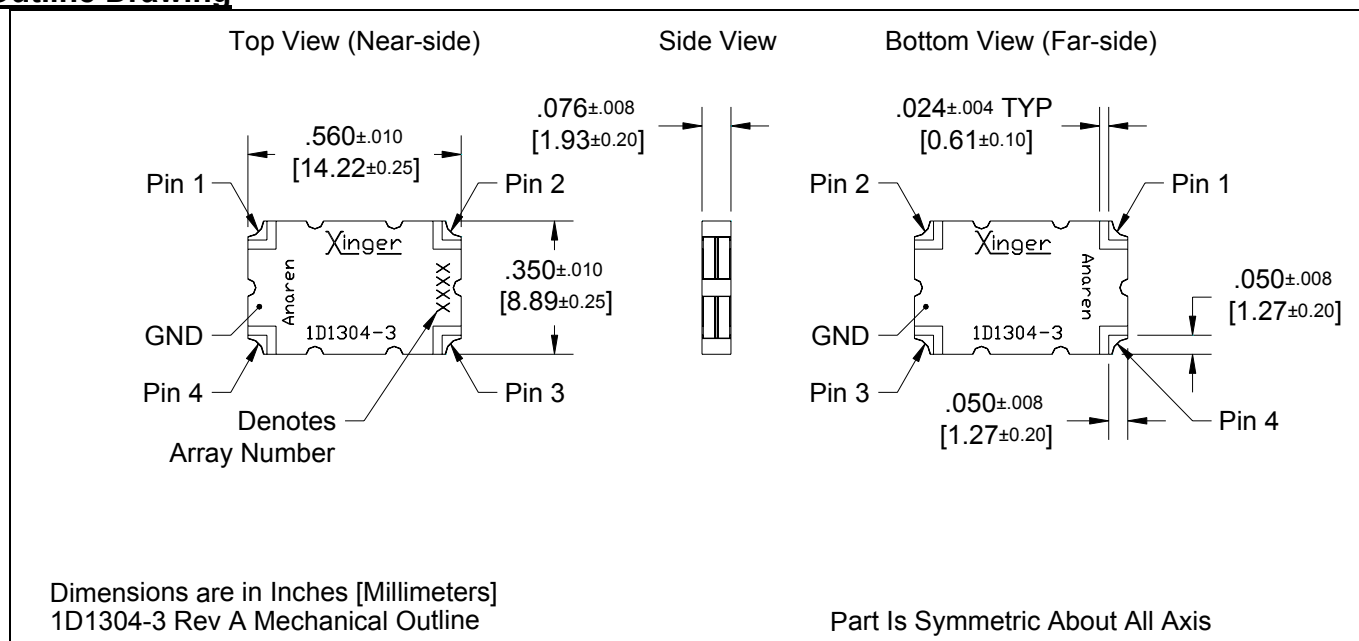 Outline Drawing
Top View (Near-side)
Side View
Bottom View (Far-side)
.560±.010
[14.22±0.25]
.076±.008
[1.93±0.20]
.024±.004 TYP
[0.61±0.10]
Pin 1
Pin 2
Pin 2
Pin 1
Xinger
Anaren
XXXX
1D1304-3
.350±.010
[8.89±0.25]
Xinger
Anaren
1D1304-3
.050±.008
[1.27±0.20]
GND
GND
Pin 4
Pin 3
Pin 3
Pin 4
Denotes
Array Number
.050±.008
[1.27±0.20]
Dimensions are in Inches [Millimeters]
1D1304-3 Rev A Mechanical Outline
Part Is Symmetric About All Axis